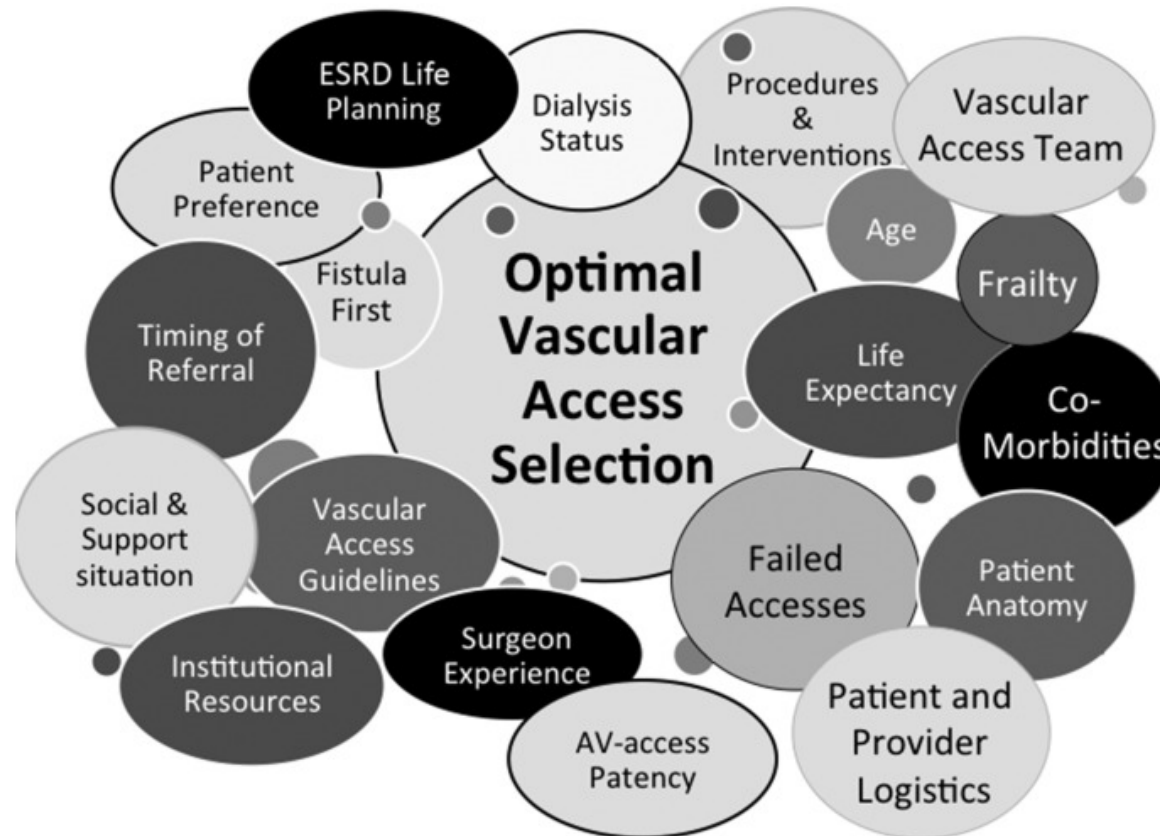 ESRD Life
Planning
Dialysis
Status
Procedures
&
Interventions
Vascular
Access Team
Patient
Preference
Age
Fistula
First
Optimal
Vascular
Access
Selection
Frailty
Timing of
Referral
Life
Expectancy
Co-
Morbidities
Social &
Support
situation
Vascular
Access
Guidelines
Failed
Accesses
Patient
Anatomy
Institutional
Resources
Surgeon
Experience
AV-access
Patency
Patient and
Provider
Logistics